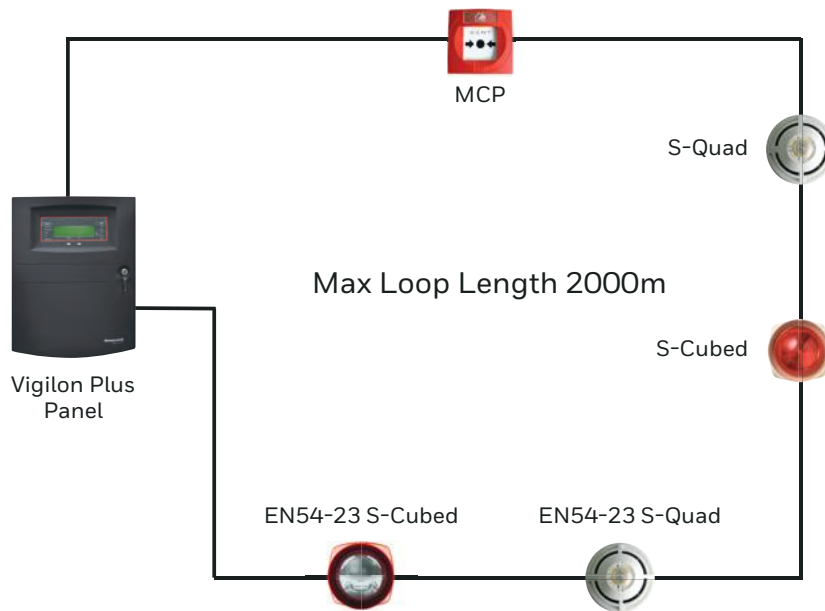 MCP
S-Quad
Max Loop Length 2000m
S-Cubed
Vigilon Plus
Panel
EN54-23 S-Cubed
EN54-23 S-Quad